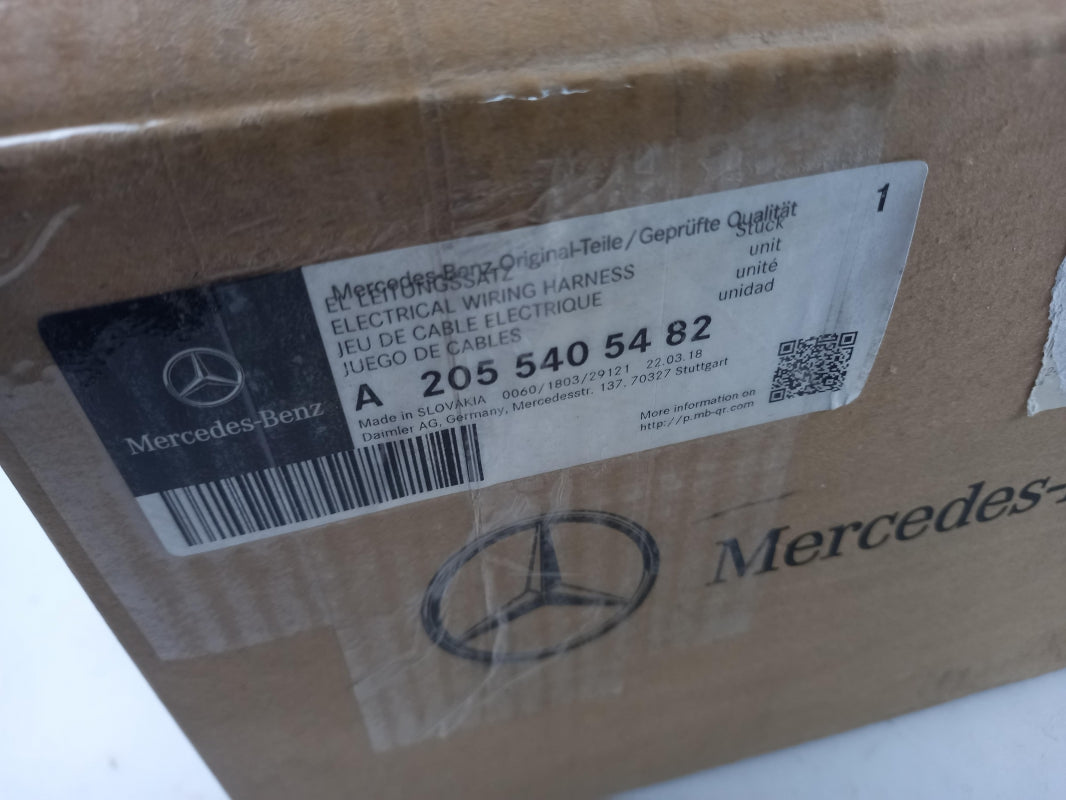 Mercedes-Benz Original-Teile/Geprüfte Qualität
1
EL LEITUNGSSATZ
Stück
ELECTRICAL WIRING HARNESS
unit
JEU DE CABLE ELECTRIQUE
unité
JUEGO DE CABLES
unidad
A 205 540 54 82
Made in SLOVAKIA 0060/1803/29121 22.03.18
Daimler AG, Germany, Mercedesstr. 137. 70327 Stuttgart
More information on
http://p.mb-qr.com
Mercedes-Benz
Mercedes-